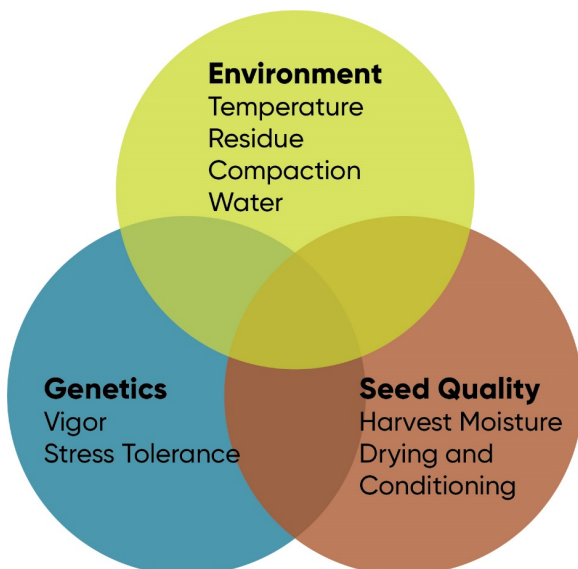 Environment
Temperature
Residue
Compaction
Water
Genetics
Vigor
Stress Tolerance
Seed Quality
Harvest Moisture
Drying and
Conditioning